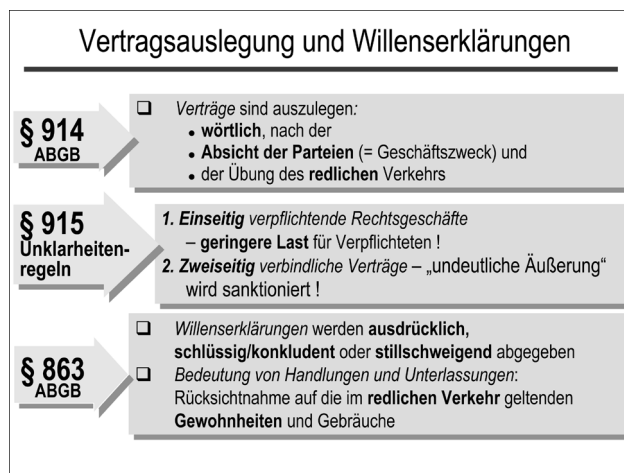 Vertragsauslegung und Willenserklärungen
§ 914
ABGB
❑ Verträge sind auszulegen:
• wörtlich, nach der
• Absicht der Parteien (= Geschäftszweck) und
• der Übung des redlichen Verkehrs
§ 915
Unklarheiten-
regeln
1. Einseitig verpflichtende Rechtsgeschäfte
– geringere Last für Verpflichteten !
2. Zweiseitig verbindliche Verträge – „undeutliche Äußerung“
wird sanktioniert !
§ 863
ABGB
❑ Willenserklärungen werden ausdrücklich,
schlüssig/konkludent oder stillschweigend abgegeben
❑ Bedeutung von Handlungen und Unterlassungen:
Rücksichtnahme auf die im redlichen Verkehr geltenden
Gewohnheiten und Gebräuche